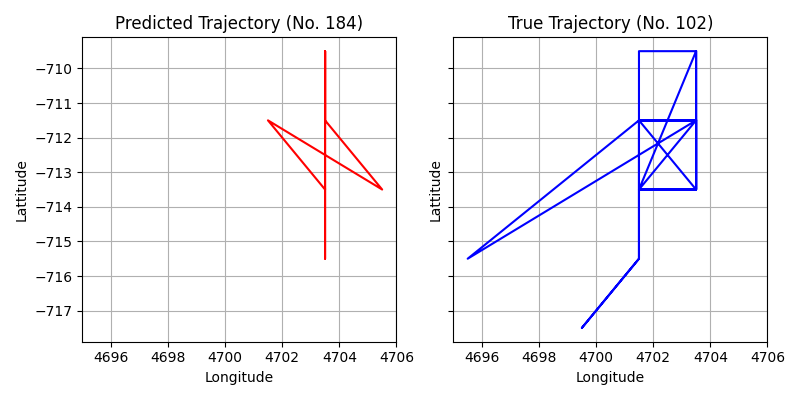 Predicted Trajectory (No. 184)
True Trajectory (No. 102)
Lattitude
−710
−711
−712
−713
−714
−715
−716
−717
4696 4698 4700 4702 4704 4706
Longitude
Lattitude
4696 4698 4700 4702 4704 4706
Longitude